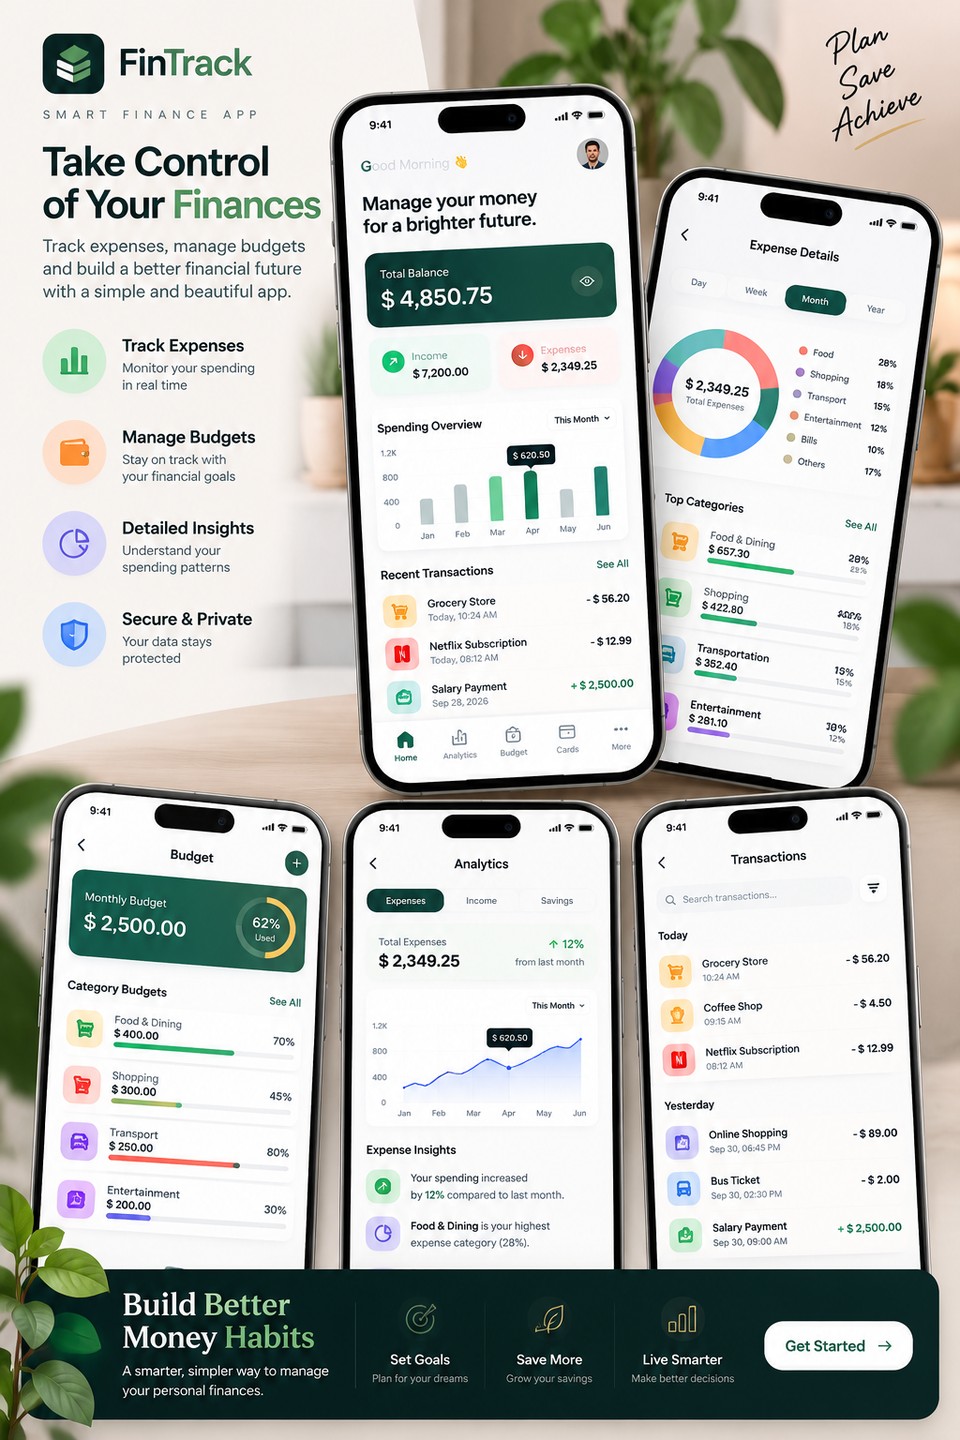 FinTrack
SMART FINANCE APP
Take Control
of Your Finances
Track expenses, manage budgets
and build a better financial future
with a simple and beautiful app.
Track Expenses
Monitor your spending
in real time
Manage Budgets
Stay on track with
your financial goals
Detailed Insights
Understand your
spending patterns
Secure & Private
Your data stays
protected
Plan
Save
Achieve
9:41
Good Morning 👋
Manage your money
for a brighter future.
Total Balance
$ 4,850.75
Income
$ 7,200.00
Expenses
$ 2,349.25
Spending Overview
This Month
1.2K
800
400
0
$ 620.50
Jan Feb Mar Apr May Jun
Recent Transactions
See All
Grocery Store
Today, 10:24 AM
- $ 56.20
Netflix Subscription
Today, 08:12 AM
- $ 12.99
Salary Payment
Sep 28, 2026
+ $ 2,500.00
Home
Analytics
Budget
Cards
More
9:41
Expense Details
Day Week Month Year
$ 2,349.25
Total Expenses
Food 28%
Shopping 18%
Transport 15%
Entertainment 12%
Bills 10%
Others 17%
Top Categories
See All
Food & Dining
$ 657.30
28%
Shopping
$ 422.80
18%
Transportation
$ 352.40
15%
15%
Entertainment
$ 281.10
12%
9:41
Budget
+
Monthly Budget
$ 2,500.00
62%
Used
Category Budgets
See All
Food & Dining
$ 400.00
70%
Shopping
$ 300.00
45%
Transport
$ 250.00
80%
Entertainment
$ 200.00
30%
9:41
Analytics
Expenses Income Savings
Total Expenses
$ 2,349.25
↑ 12%
from last month
This Month
1.2K
800
400
0
$ 620.50
Jan Feb Mar Apr May Jun
Expense Insights
Your spending increased
by 12% compared to last month.
Food & Dining is your highest
expense category (28%).
9:41
Transactions
Search transactions...
Today
Grocery Store
10:24 AM
- $ 56.20
Coffee Shop
09:15 AM
- $ 4.50
Netflix Subscription
08:12 AM
- $ 12.99
Yesterday
Online Shopping
Sep 30, 06:45 PM
- $ 89.00
Bus Ticket
Sep 30, 02:30 PM
- $ 2.00
Salary Payment
Sep 30, 09:00 AM
+ $ 2,500.00
Build Better
Money Habits
A smarter, simpler way to manage
your personal finances.
Set Goals
Plan for your dreams
Save More
Grow your savings
Live Smarter
Make better decisions
Get Started →